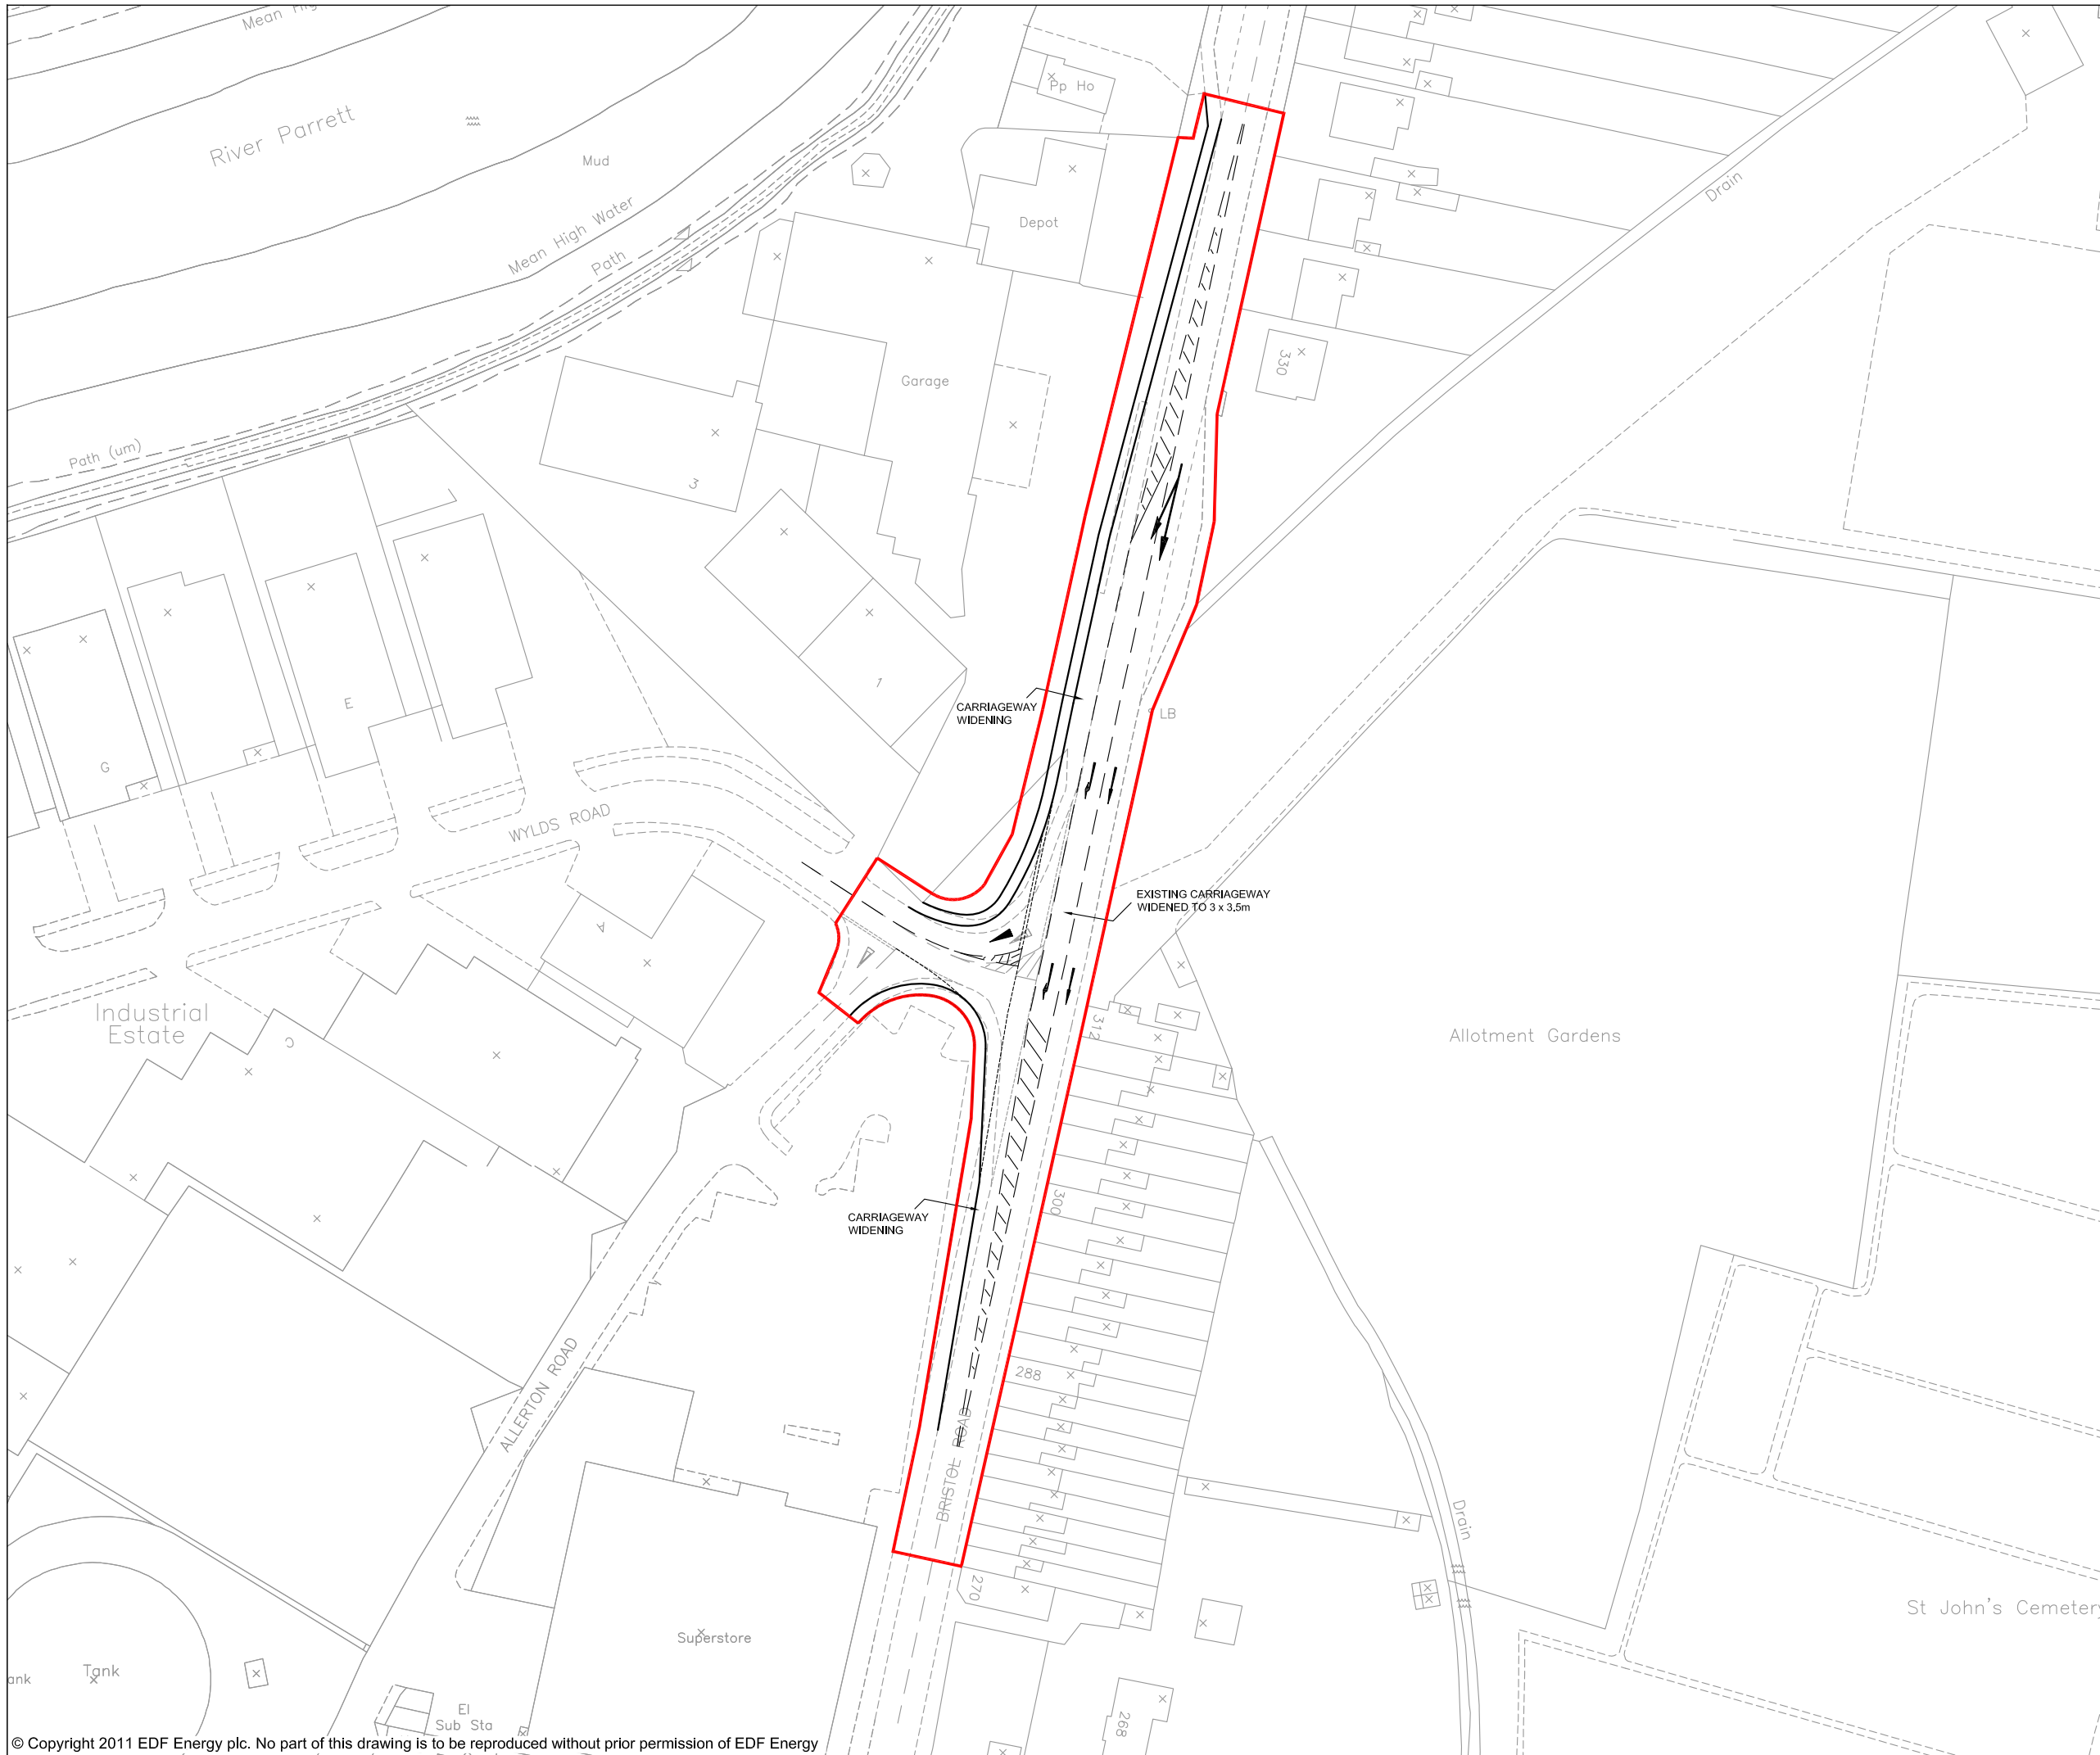 Mean Hig
River Parrett
Mud
Mean High Water
Path
Path (um)
Pp Ho
Depot
Garage
330
Drain
3
1
E
G
WYLDS ROAD
A
C
Industrial
Estate
CARRIAGEWAY
WIDENING
LB
EXISTING CARRIAGEWAY
WIDENED TO 3 x 3.5m
312
Allotment Gardens
300
CARRIAGEWAY
WIDENING
ALLERTON ROAD
288
BRISTOL ROAD
270
Drain
St John's Cemetery
Superstore
ank
Tank
El
Sub Sta
268
© Copyright 2011 EDF Energy plc. No part of this drawing is to be reproduced without prior permission of EDF Energy